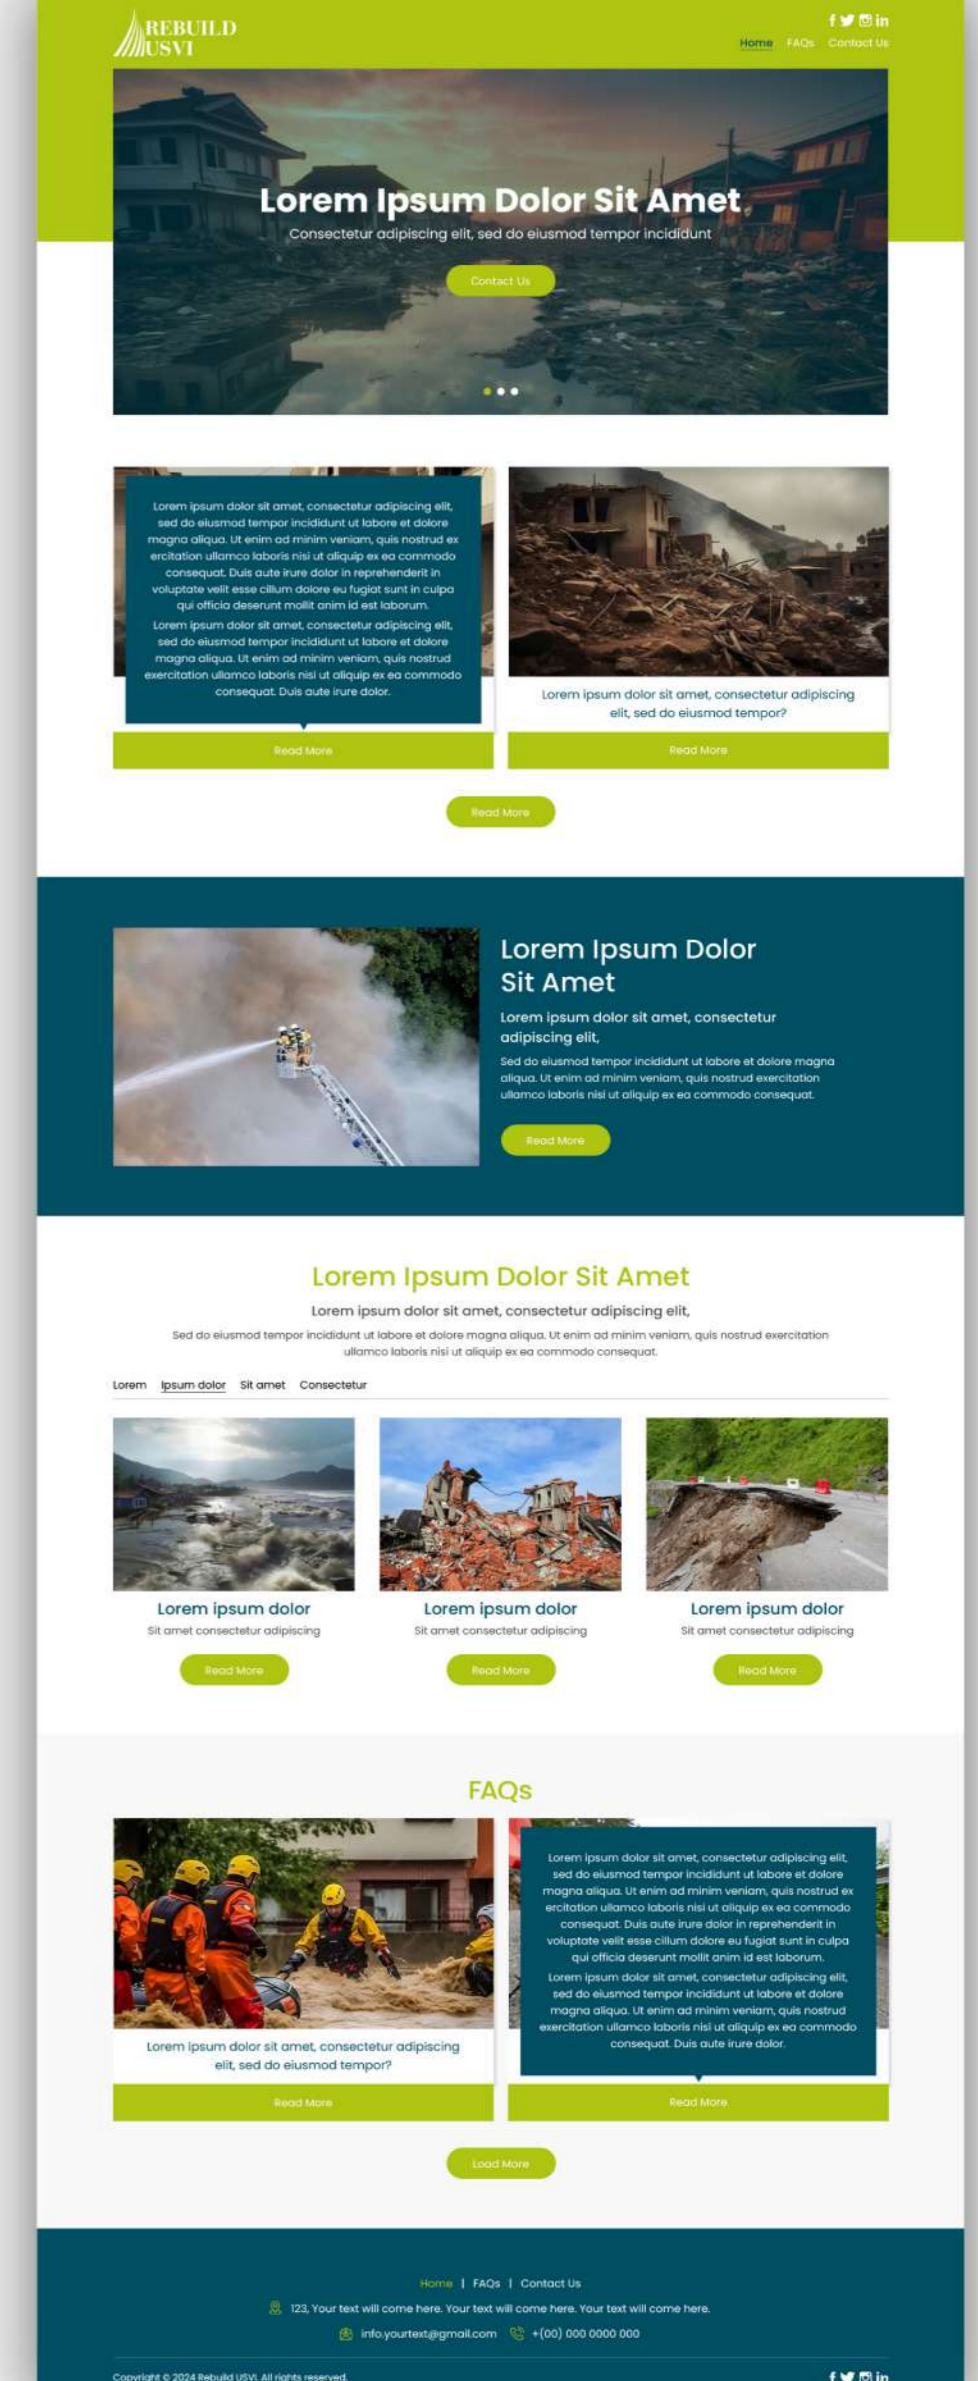 REBUILD
USVI
Home FAQs Contact Us
Lorem Ipsum Dolor Sit Amet
Consectetur adipiscing elit, sed do eiusmod tempor incididunt
Contact Us
Lorem ipsum dolor sit amet, consectetur adipiscing elit,
sed do eiusmod tempor incididunt ut labore et dolore
magna aliqua. Ut enim ad minim veniam, quis nostrud ex
ercitation ullamco laboris nisi ut aliquip ex ea commodo
consequat. Duis aute irure dolor in reprehenderit in
voluptate velit esse cillum dolore eu fugiat sunt in culpa
qui officia deserunt mollit anim id est laborum.
Lorem ipsum dolor sit amet, consectetur adipiscing elit,
sed do eiusmod tempor incididunt ut labore et dolore
magna aliqua. Ut enim ad minim veniam, quis nostrud
exercitation ullamco laboris nisi ut aliquip ex ea commodo
consequat. Duis aute irure dolor.
Read More
Lorem ipsum dolor sit amet, consectetur adipiscing
elit, sed do eiusmod tempor?
Read More
Read More
Lorem Ipsum Dolor
Sit Amet
Lorem ipsum dolor sit amet, consectetur
adipiscing elit,
Sed do eiusmod tempor incididunt ut labore et dolore magna
aliqua. Ut enim ad minim veniam, quis nostrud exercitation
ullamco laboris nisi ut aliquip ex ea commodo consequat.
Read More
Lorem Ipsum Dolor Sit Amet
Lorem ipsum dolor sit amet, consectetur adipiscing elit,
Sed do eiusmod tempor incididunt ut labore et dolore magna aliqua. Ut enim ad minim veniam, quis nostrud exercitation
ullamco laboris nisi ut aliquip ex ea commodo consequat.
Lorem Ipsum dolor Sit amet Consectetur
Lorem ipsum dolor
Sit amet consectetur adipiscing
Read More
Lorem ipsum dolor
Sit amet consectetur adipiscing
Read More
Lorem ipsum dolor
Sit amet consectetur adipiscing
Read More
FAQs
Lorem ipsum dolor sit amet, consectetur adipiscing
elit, sed do eiusmod tempor?
Read More
Lorem ipsum dolor sit amet, consectetur adipiscing elit,
sed do eiusmod tempor incididunt ut labore et dolore
magna aliqua. Ut enim ad minim veniam, quis nostrud ex
ercitation ullamco laboris nisi ut aliquip ex ea commodo
consequat. Duis aute irure dolor in reprehenderit in
voluptate velit esse cillum dolore eu fugiat sunt in culpa
qui officia deserunt mollit anim id est laborum.
Lorem ipsum dolor sit amet, consectetur adipiscing elit,
sed do eiusmod tempor incididunt ut labore et dolore
magna aliqua. Ut enim ad minim veniam, quis nostrud
exercitation ullamco laboris nisi ut aliquip ex ea commodo
consequat. Duis aute irure dolor.
Read More
Load More
Home | FAQs | Contact Us
123, Your text will come here. Your text will come here. Your text will come here.
info.yourtext@gmail.com +(00) 000 0000 000
Copyright © 2024 Rebuild USVI. All rights reserved.